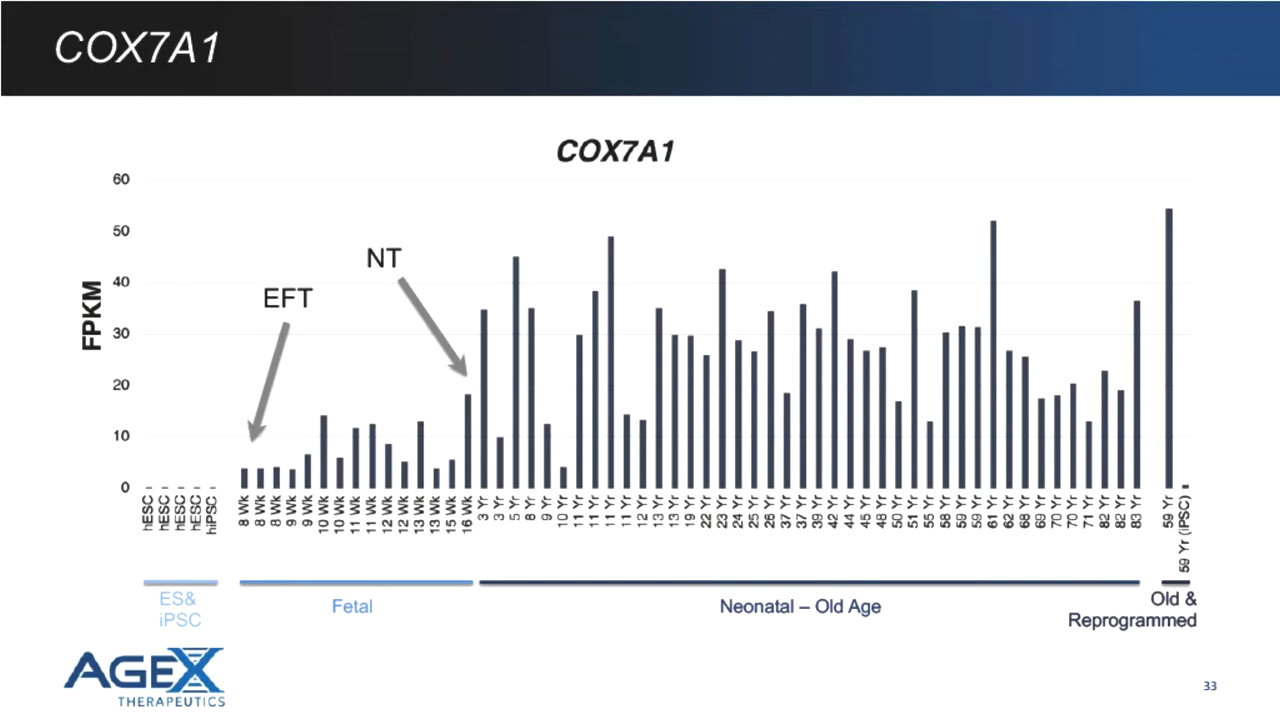 COX7A1
COX7A1
60
50
40
30
20
10
0
FPKM
EFT
NT
hESC
hESC
hESC
hESC
hiPSC
8 Wk
8 Wk
8 Wk
9 Wk
9 Wk
10 Wk
10 Wk
11 Wk
11 Wk
12 Wk
12 Wk
13 Wk
13 Wk
15 Wk
16 Wk
3 Yr
3 Yr
5 Yr
8 Yr
9 Yr
10 Yr
11 Yr
11 Yr
11 Yr
11 Yr
12 Yr
13 Yr
13 Yr
19 Yr
22 Yr
23 Yr
24 Yr
25 Yr
26 Yr
37 Yr
37 Yr
39 Yr
42 Yr
44 Yr
45 Yr
48 Yr
50 Yr
51 Yr
55 Yr
58 Yr
59 Yr
59 Yr
61 Yr
62 Yr
68 Yr
69 Yr
70 Yr
70 Yr
71 Yr
82 Yr
82 Yr
83 Yr
59 Yr
59 Yr (iPSC)
ES&
iPSC
Fetal
Neonatal – Old Age
Old &
Reprogrammed
AGEX
THERAPEUTICS
33